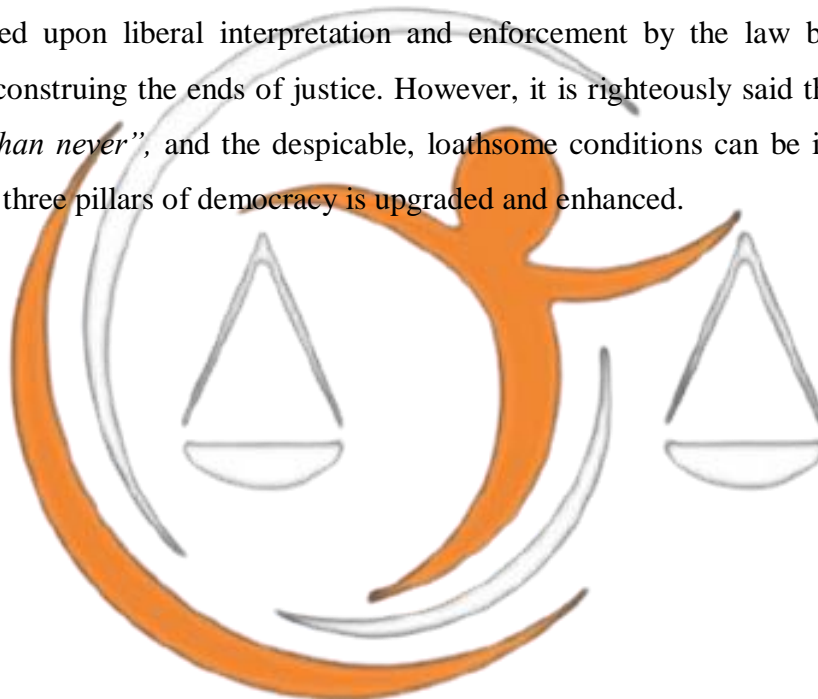 ed upon liberal interpretation and enforcement by the law b
construing the ends of justice. However, it is righteously said th
han never”, and the despicable, loathsome conditions can be i
three pillars of democracy is upgraded and enhanced.